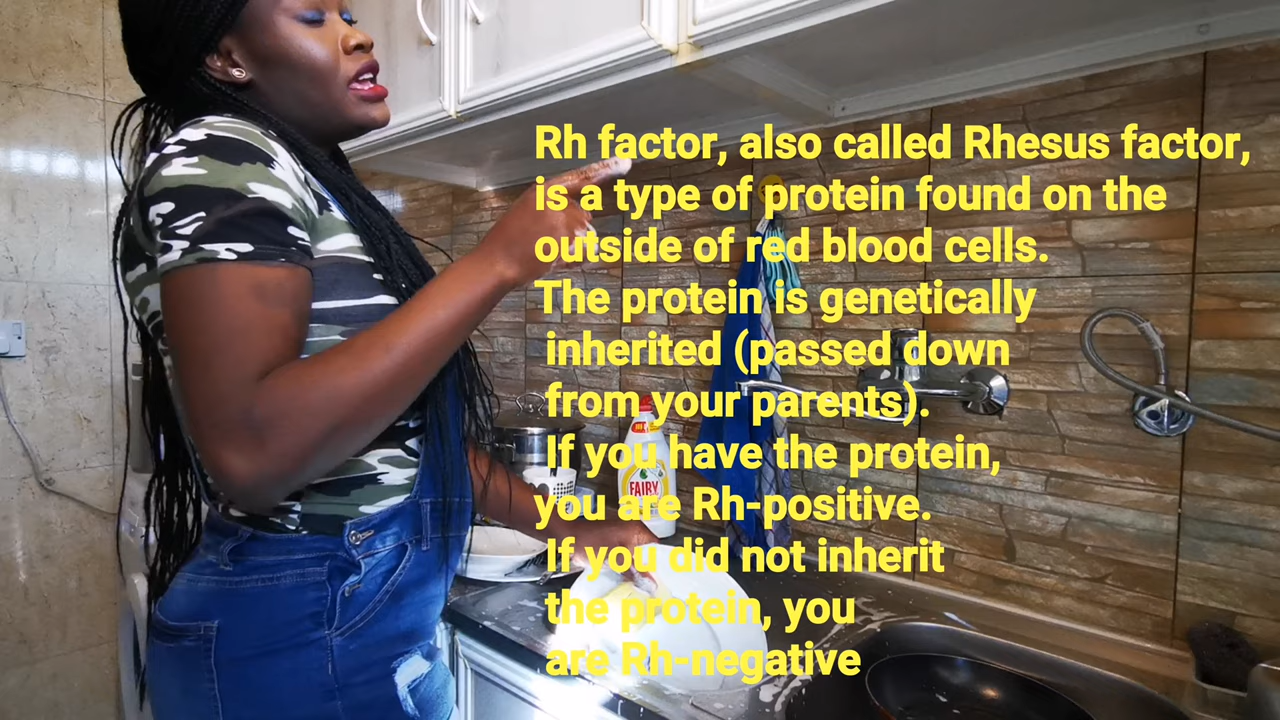 Rh factor, also called Rhesus factor,
is a type of protein found on the
outside of red blood cells.
The protein is genetically
inherited (passed down
from your parents).
If you have the protein,
you are Rh-positive.
If you did not inherit
the protein, you
are Rh-negative
FAIRY